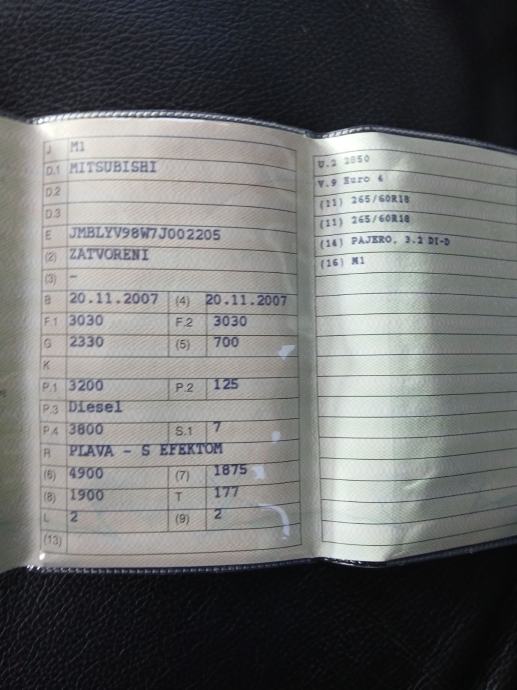 J M1
D.1 MITSUBISHI
D.2
D.3
E JMBLYV98W7J002205
(2) ZATVORENI
(3) -
B 20.11.2007 (4) 20.11.2007
F.1 3030 F.2 3030
G 2330 (5) 700
K
P.1 3200 P.2 125
P.3 Diesel
P.4 3800 S.1 7
R PLAVA - S EFEKTOM
(6) 4900 (7) 1875
(8) 1900 T 177
L 2 (9) 2
(13)
U.2 2850
V.9 Euro 4
(11) 265/60R18
(11) 265/60R18
(14) PAJERO, 3.2 DI-D
(16) M1